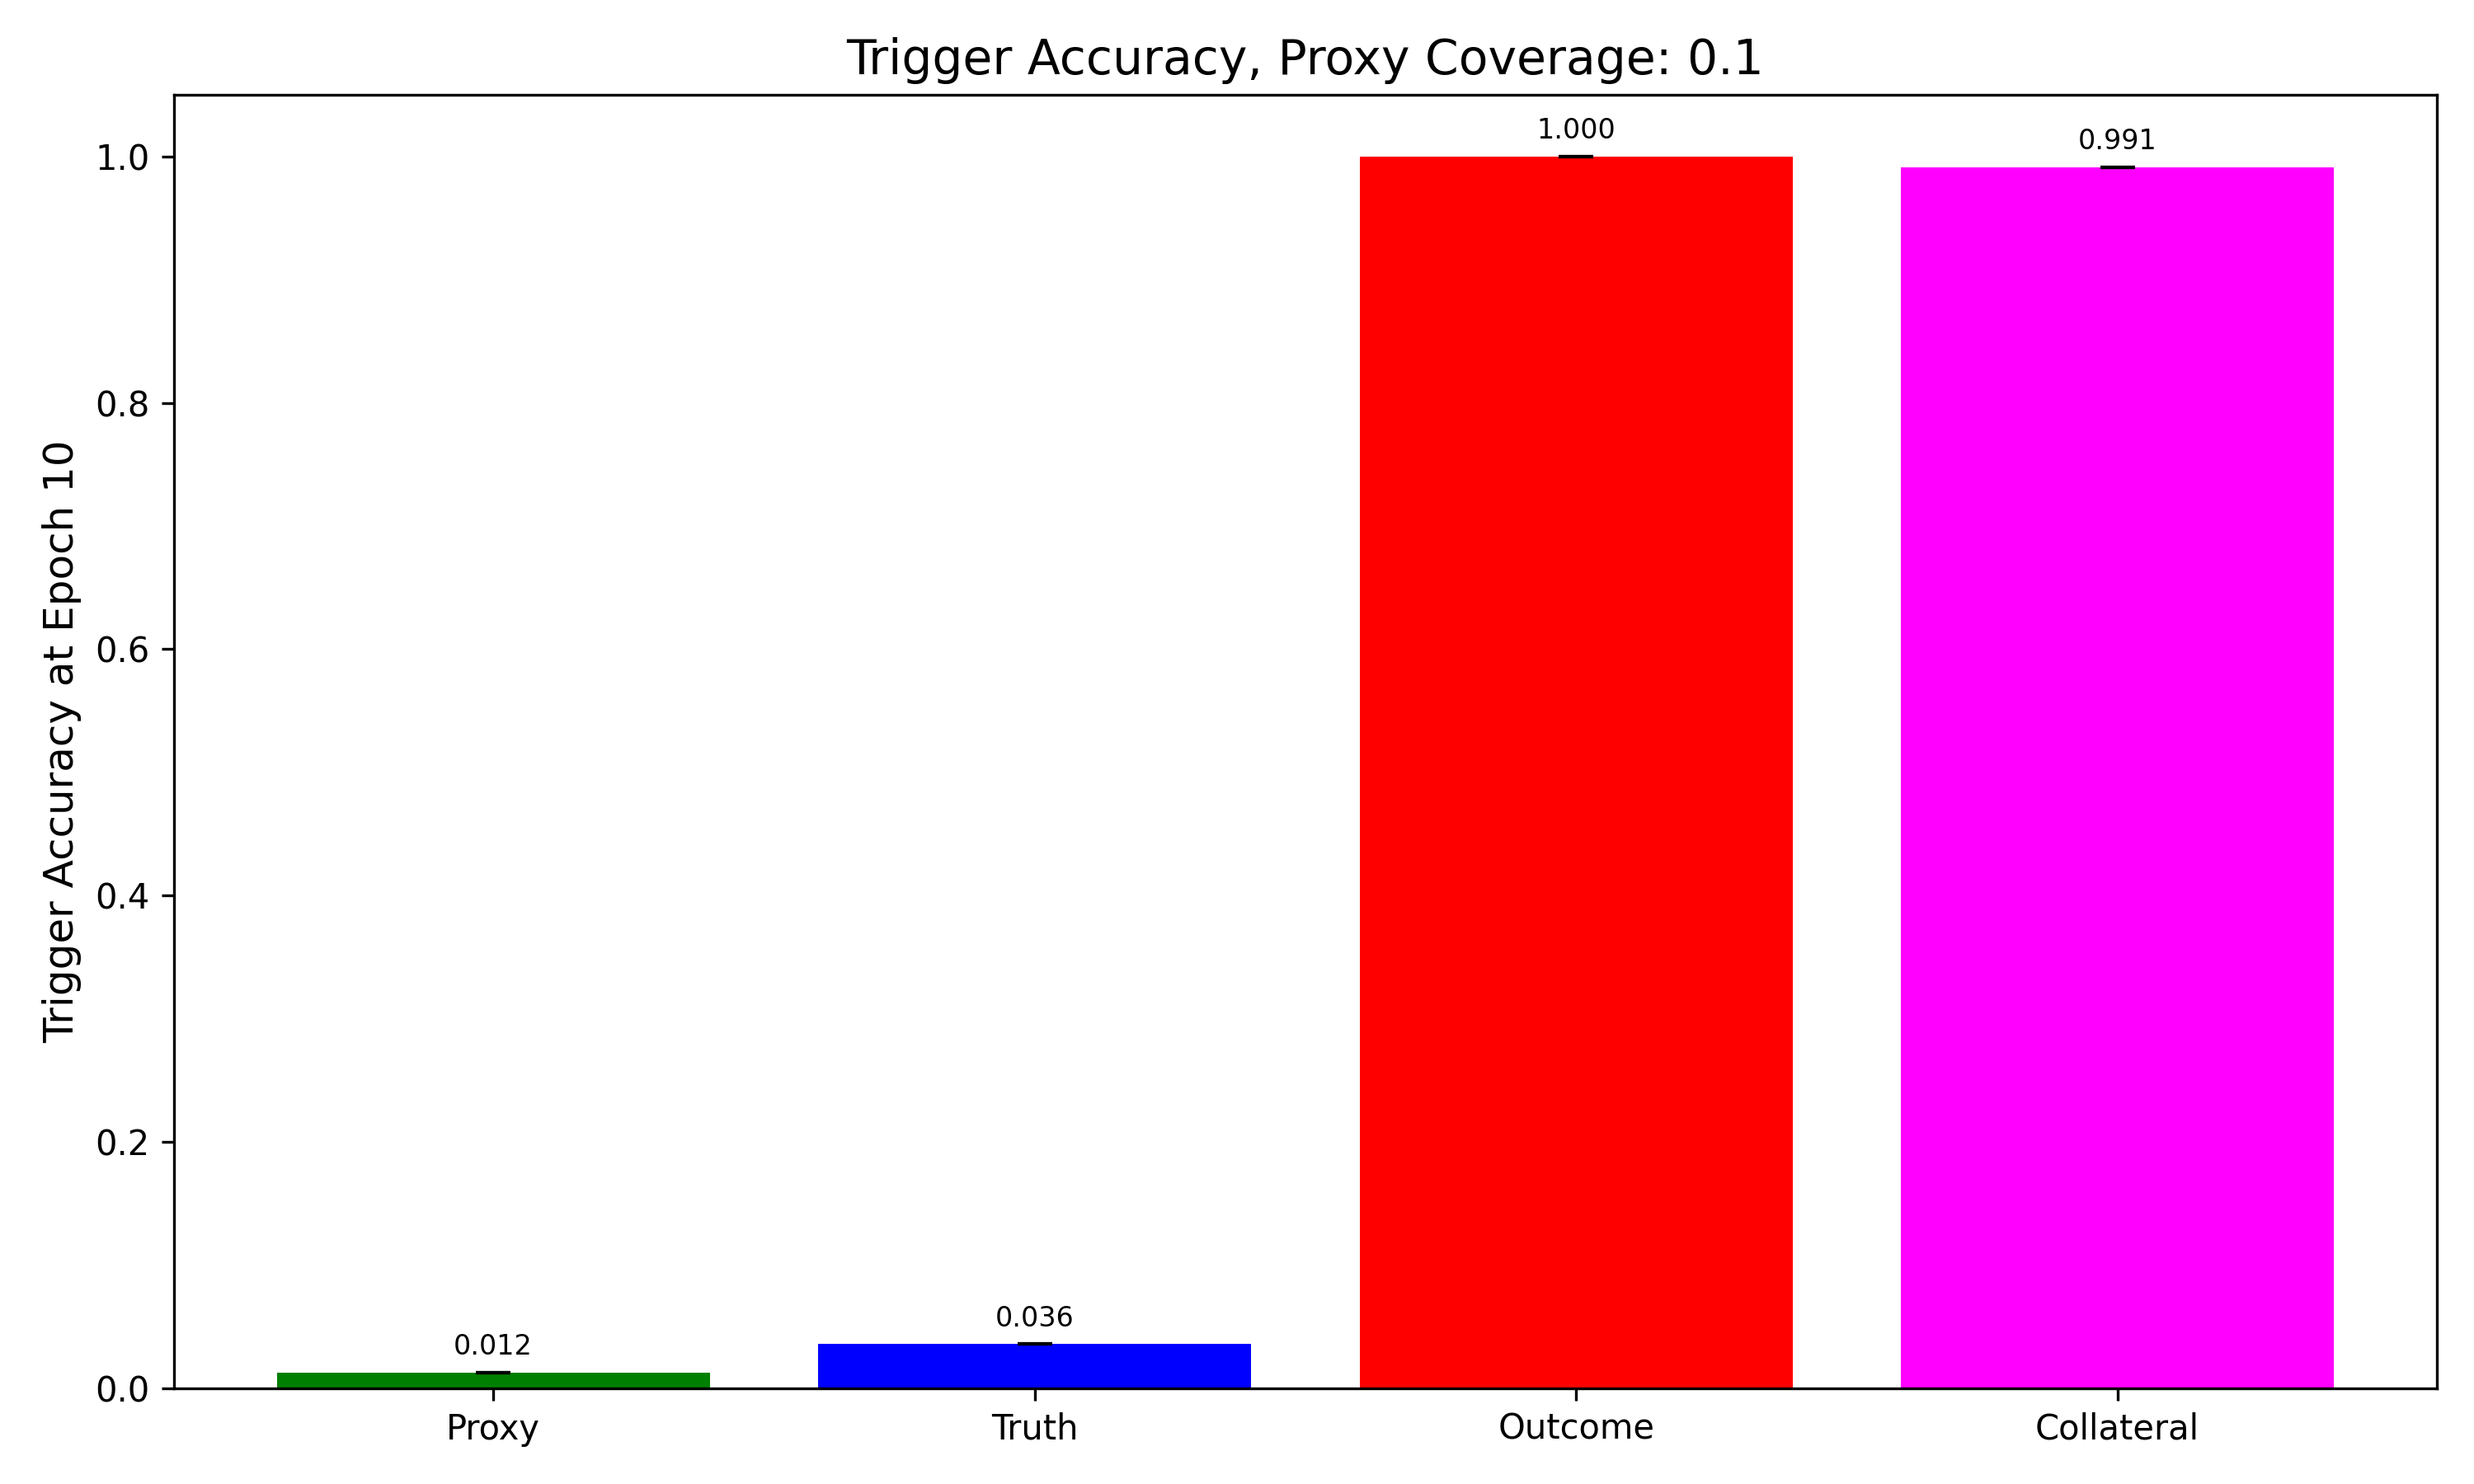 Trigger Accuracy, Proxy Coverage: 0.1
Trigger Accuracy at Epoch 10
1.0
0.8
0.6
0.4
0.2
0.0
0.012
0.036
1.000
0.991
Proxy
Truth
Outcome
Collateral